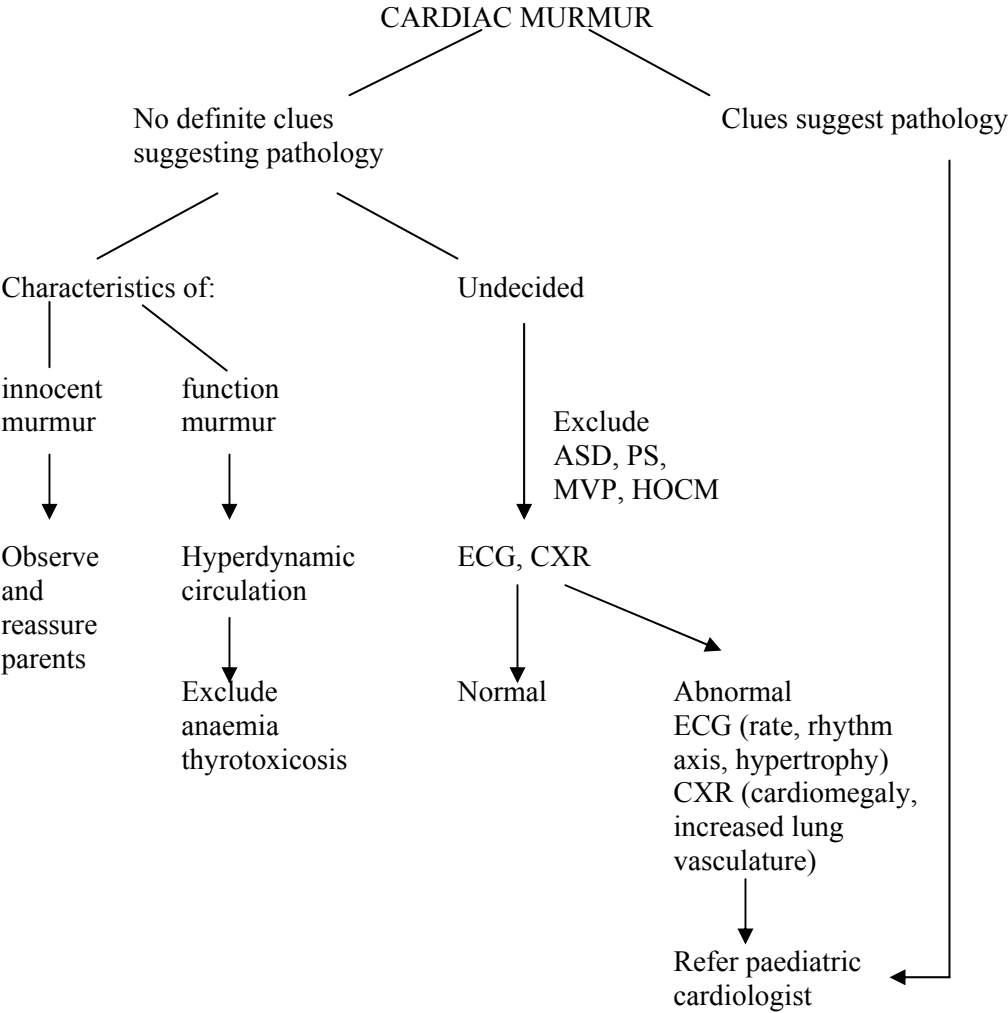 CARDIAC MURMUR
No definite clues
suggesting pathology
Clues suggest pathology
Characteristics of:
Undecided
innocent
murmur
function
murmur
Exclude
ASD, PS,
MVP, HOCM
Observe
and
reassure
parents
Hyperdynamic
circulation
ECG, CXR
Exclude
anaemia
thyrotoxicosis
Normal
Abnormal
ECG (rate, rhythm
axis, hypertrophy)
CXR (cardiomegaly,
increased lung
vasculature)
Refer paediatric
cardiologist